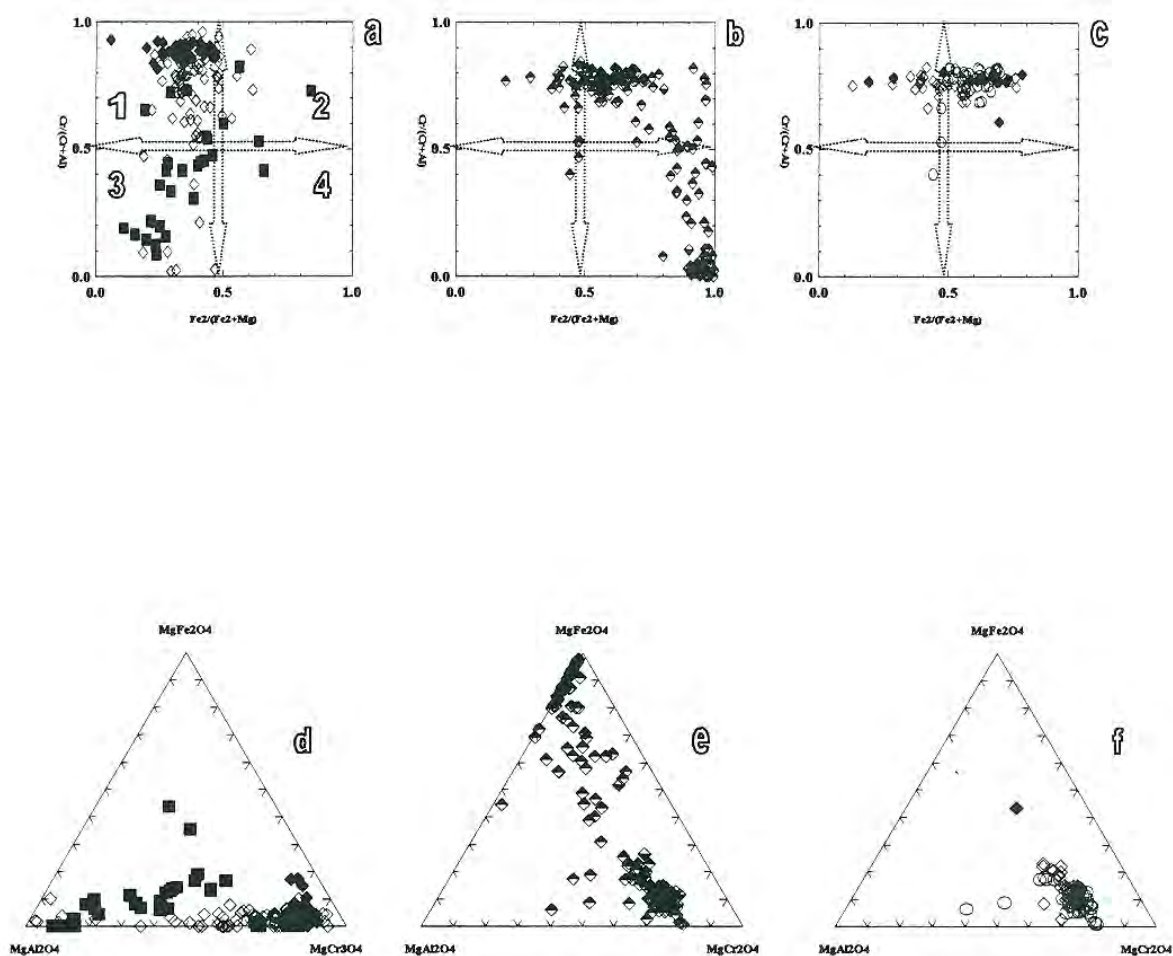 1.0 a
1 2
Cr/(Cr+Al)
0.5
3 4
0.0
0.0 0.5 1.0
Fe2/(Fe2+Mg)
1.0 b
Cr/(Cr+Al)
0.5
0.0
0.0 0.5 1.0
Fe2/(Fe2+Mg)
1.0 c
Cr/(Cr+Al)
0.5
0.0
0.0 0.5 1.0
Fe2/(Fe2+Mg)
MgFe2O4
d
MgAl2O4 MgCr3O4
MgFe2O4
e
MgAl2O4 MgCr2O4
MgFe2O4
f
MgAl2O4 MgCr2O4